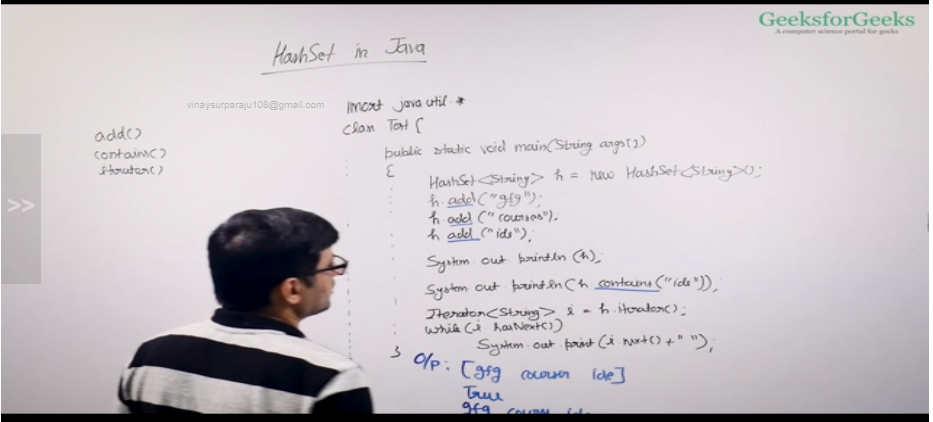 GeeksforGeeks
A computer science portal for geeks
HashSet in Java
vinaysurparaju108@gmail.com
import java.util.*
class Test {
add()
contains()
iterator()
public static void main(String args[])
{
HashSet<String> h = new HashSet<String>();
h.add("gfg");
h.add("courses");
h.add("ide");
System.out.println(h);
System.out.println(h.contains("ide"));
Iterator<String> i = h.iterator();
while(i.hasNext())
System.out.print(i.next()+" ");
}
O/P: [gfg courses ide]
True
gfg course ide
>>